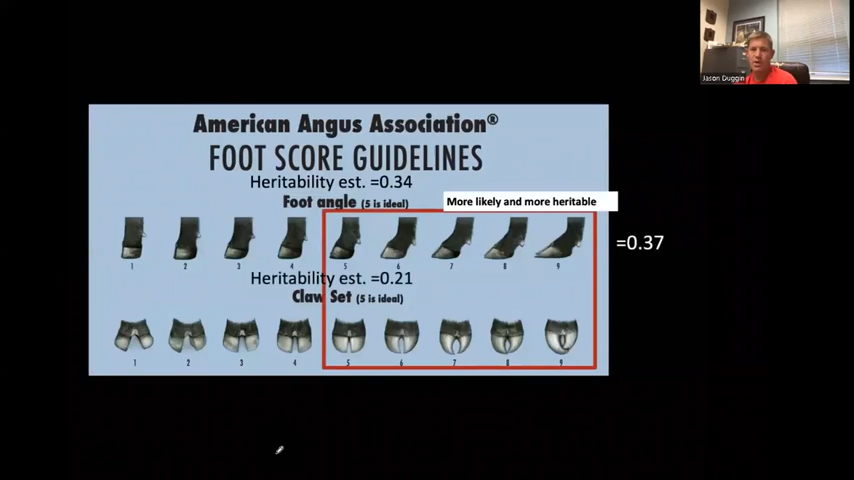 Jason Duggin
American Angus Association®
FOOT SCORE GUIDELINES
Heritability est. =0.34
Foot angle (5 is ideal)
More likely and more heritable
=0.37
1 2 3 4 5 6 7 8 9
Heritability est. =0.21
Claw Set (5 is ideal)
1 2 3 4 5 6 7 8 9